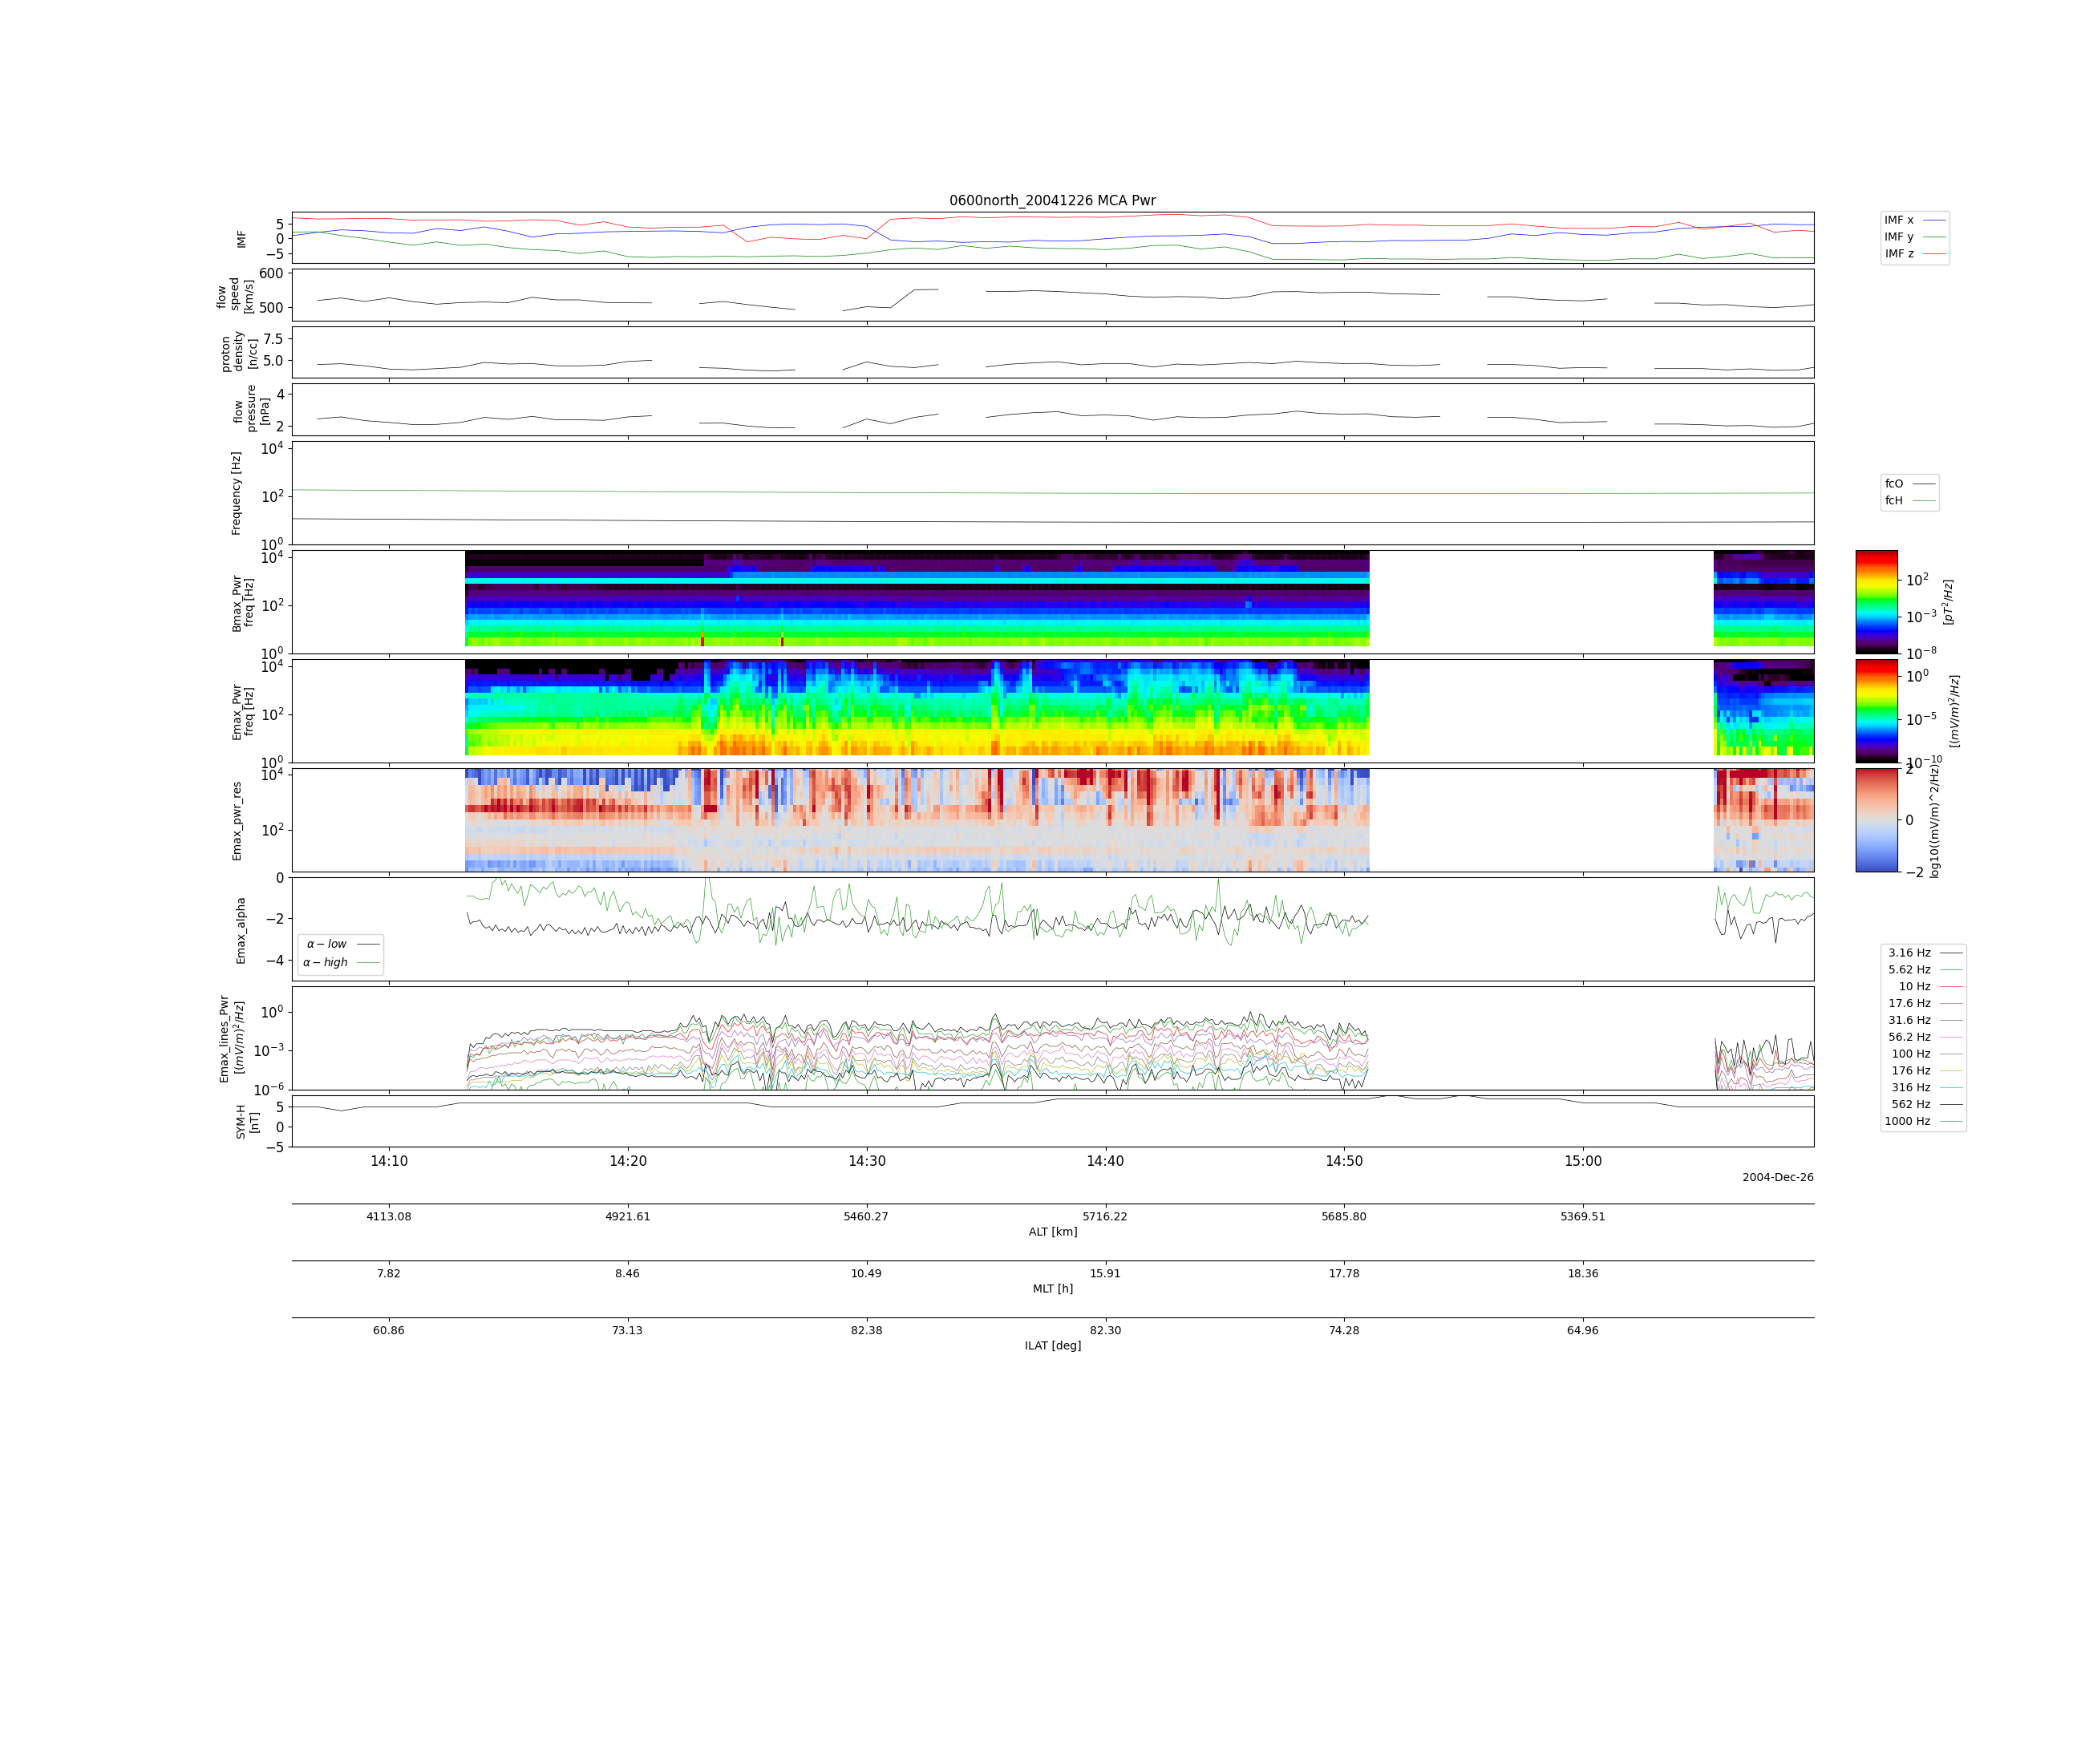 0600north_20041226 MCA Pwr
IMF
5
0
−5
IMF x
IMF y
IMF z
flow
speed
[km/s]
600
500
proton
density
[n/cc]
7.5
5.0
flow
pressure
[nPa]
4
2
Frequency [Hz]
10^4
10^2
10^0
fcO
fcH
Bmax_Pwr
freq [Hz]
10^4
10^2
10^0
10^2
10^−3
10^−8
[pT^2/Hz]
Emax_Pwr
freq [Hz]
10^4
10^2
10^0
10^0
10^−5
10^−10
[(mV/m)^2/Hz]
Emax_pwr_res
10^4
10^2
2
0
−2
log10((mV/m)^2/Hz)
Emax_alpha
0
−2
−4
α − low
α − high
Emax_lines_Pwr
[(mV/m)^2/Hz]
10^0
10^−3
10^−6
3.16 Hz
5.62 Hz
10 Hz
17.6 Hz
31.6 Hz
56.2 Hz
100 Hz
176 Hz
316 Hz
562 Hz
1000 Hz
SYM-H
[nT]
5
0
−5
14:10 14:20 14:30 14:40 14:50 15:00
2004-Dec-26
4113.08 4921.61 5460.27 5716.22 5685.80 5369.51
ALT [km]
7.82 8.46 10.49 15.91 17.78 18.36
MLT [h]
60.86 73.13 82.38 82.30 74.28 64.96
ILAT [deg]